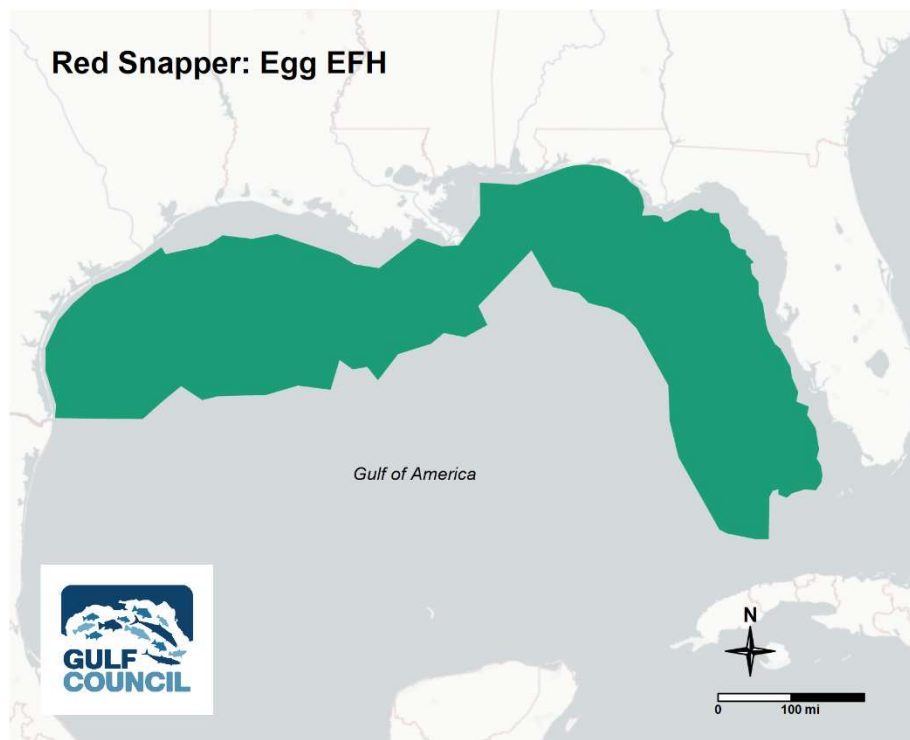 Red Snapper: Egg EFH
Gulf of America
GULF
COUNCIL
N
0 100 mi